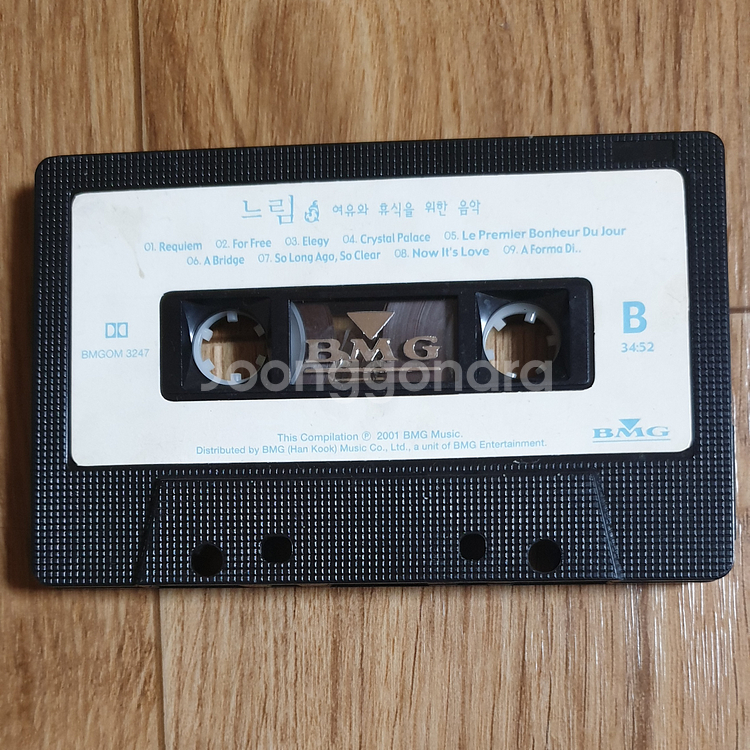 느림 여유와 휴식을 위한 음악
01. Requiem 02. For Free 03. Elegy 04. Crystal Palace 05. Le Premier Bonheur Du Jour
06. A Bridge 07. So Long Ago, So Clear 08. Now It's Love 09. A Forma Di..
B
34:52
BMGOM 3247
BMG
Joonggonara
This Compilation ℗ 2001 BMG Music.
Distributed by BMG (Han Kook) Music Co., Ltd., a unit of BMG Entertainment.
BMG